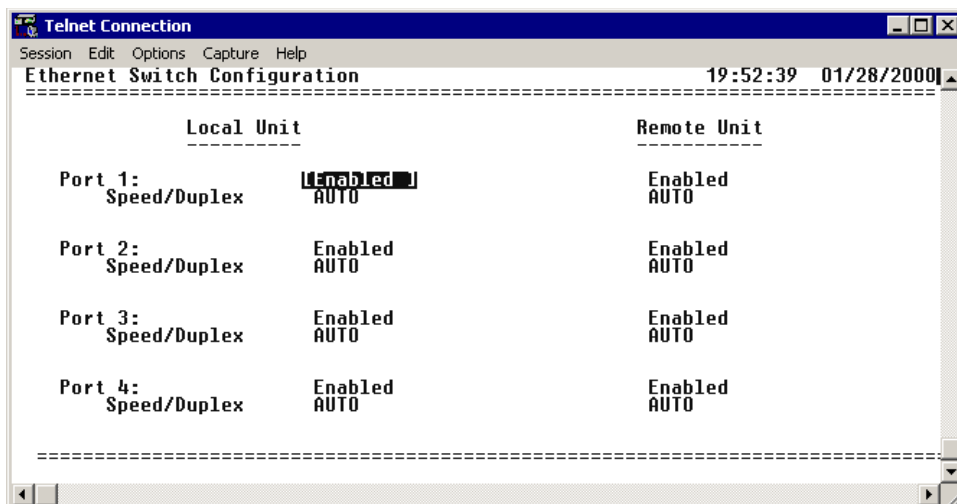 Telnet Connection
Session Edit Options Capture Help
Ethernet Switch Configuration 19:52:39 01/28/2000
================================================================================
Local Unit Remote Unit
---------- -----------
Port 1: [Enabled ] Enabled
Speed/Duplex AUTO AUTO
Port 2: Enabled Enabled
Speed/Duplex AUTO AUTO
Port 3: Enabled Enabled
Speed/Duplex AUTO AUTO
Port 4: Enabled Enabled
Speed/Duplex AUTO AUTO
================================================================================